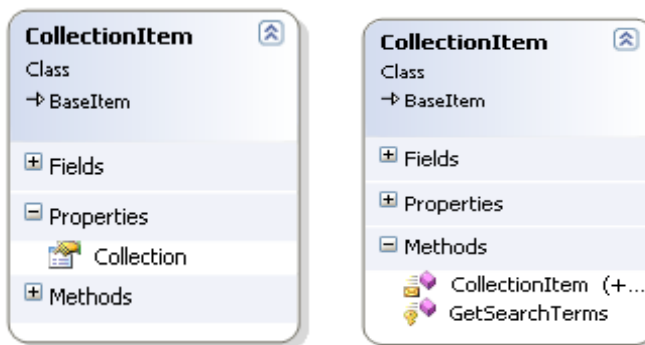 CollectionItem
Class
BaseItem
Fields
Properties
Collection
Methods
CollectionItem
Class
BaseItem
Fields
Properties
Methods
CollectionItem (+...
GetSearchTerms